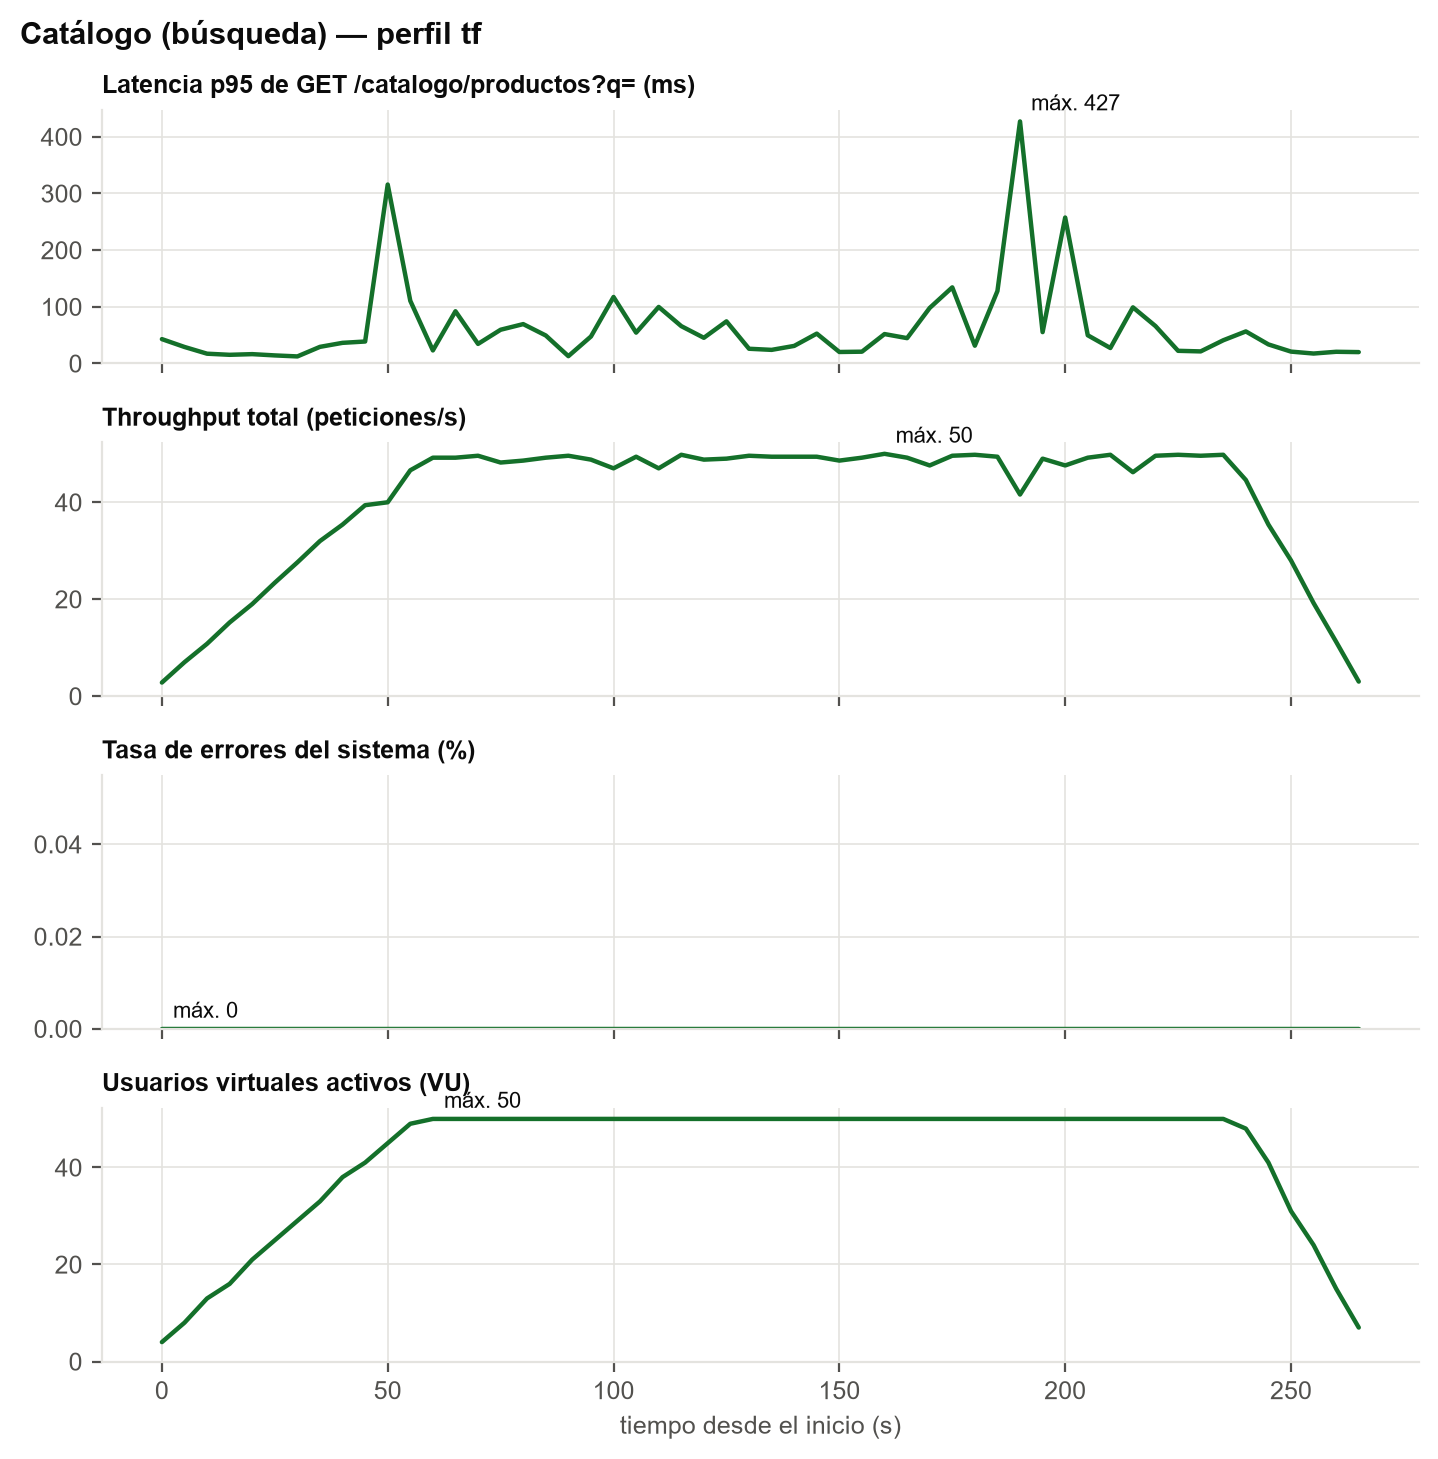 Catálogo (búsqueda) — perfil tf
Latencia p95 de GET /catalogo/productos?q= (ms)
máx. 427
400
300
200
100
0
Throughput total (peticiones/s)
máx. 50
40
20
0
Tasa de errores del sistema (%)
0.04
0.02
máx. 0
0.00
Usuarios virtuales activos (VU)
máx. 50
40
20
0
0 50 100 150 200 250
tiempo desde el inicio (s)